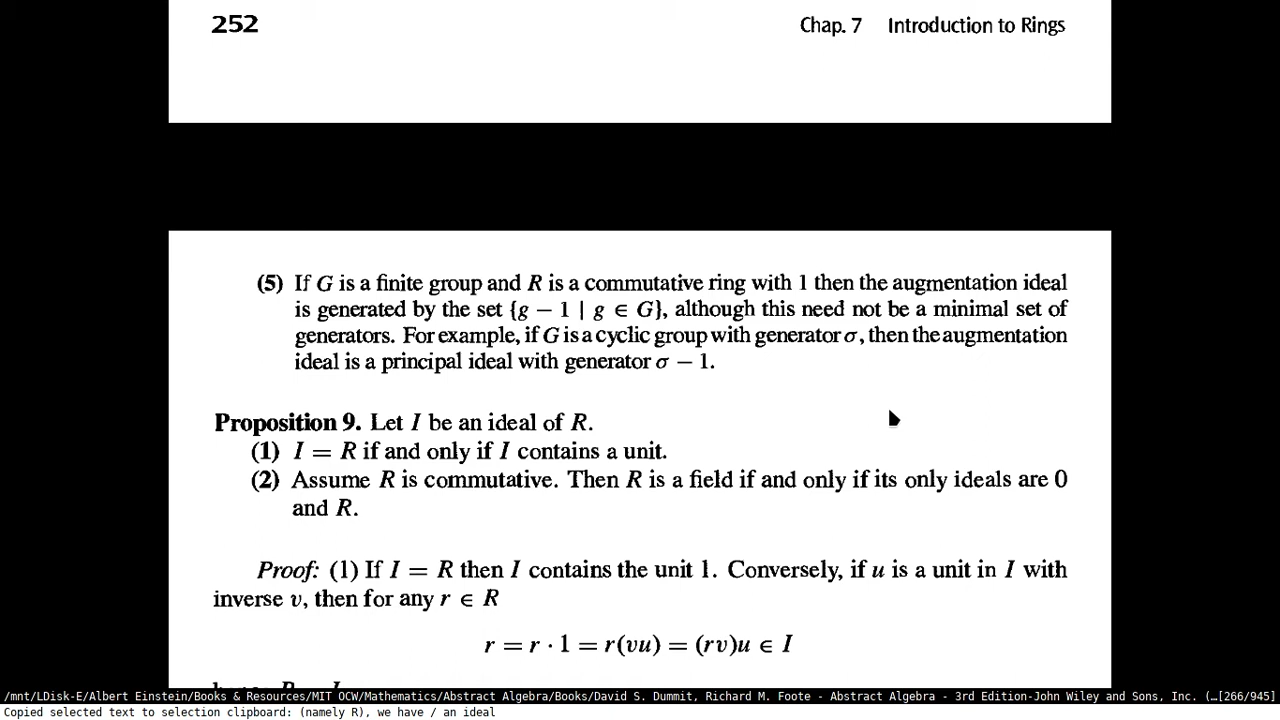 252 Chap. 7 Introduction to Rings
(5) If G is a finite group and R is a commutative ring with 1 then the augmentation ideal
is generated by the set {g − 1 | g ∈ G}, although this need not be a minimal set of
generators. For example, if G is a cyclic group with generator σ, then the augmentation
ideal is a principal ideal with generator σ − 1.
Proposition 9. Let I be an ideal of R.
(1) I = R if and only if I contains a unit.
(2) Assume R is commutative. Then R is a field if and only if its only ideals are 0
and R.
Proof: (1) If I = R then I contains the unit 1. Conversely, if u is a unit in I with
inverse v, then for any r ∈ R
r = r · 1 = r(vu) = (rv)u ∈ I
/mnt/LDisk-E/Albert Einstein/Books & Resources/MIT OCW/Mathematics/Abstract Algebra/Books/David S. Dummit, Richard M. Foote - Abstract Algebra - 3rd Edition-John Wiley and Sons, Inc. (…[266/945]
Copied selected text to selection clipboard: (namely R), we have / an ideal